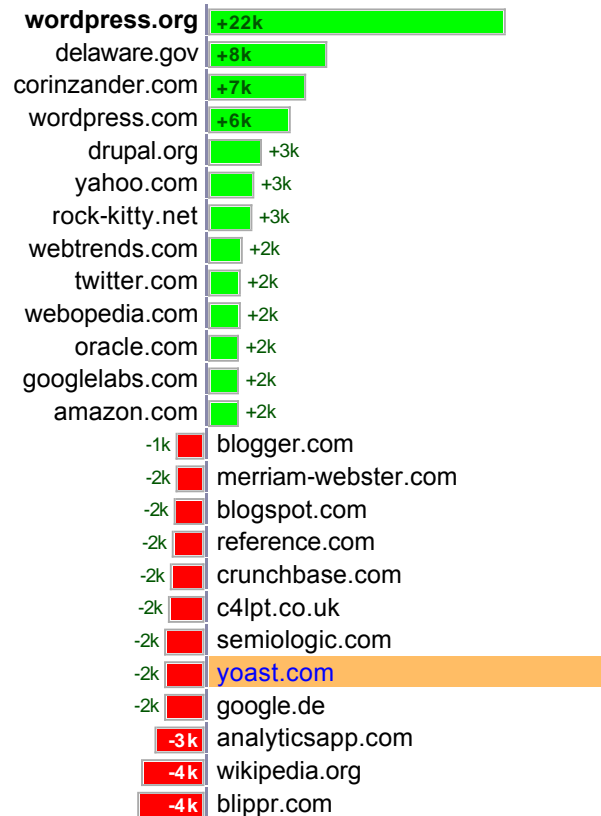 wordpress.org +22k
delaware.gov +8k
corinzander.com +7k
wordpress.com +6k
drupal.org +3k
yahoo.com +3k
rock-kitty.net +3k
webtrends.com +2k
twitter.com +2k
webopedia.com +2k
oracle.com +2k
googlelabs.com +2k
amazon.com +2k
-1k blogger.com
-2k merriam-webster.com
-2k blogspot.com
-2k reference.com
-2k crunchbase.com
-2k c4lpt.co.uk
-2k semiologic.com
-2k yoast.com
-2k google.de
-3k analyticsapp.com
-4k wikipedia.org
-4k blippr.com